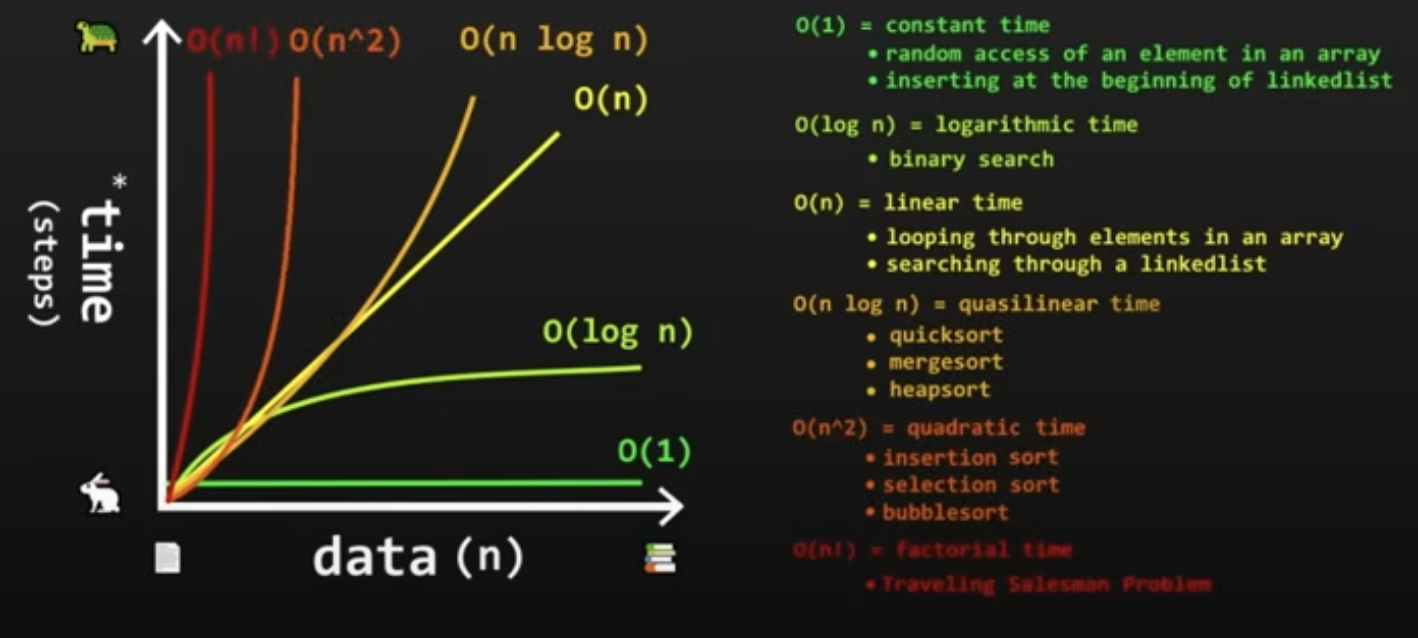 O(n!) O(n^2) O(n log n)
O(n)
O(log n)
O(1)
*time
(steps)
data (n)
O(1) = constant time
• random access of an element in an array
• inserting at the beginning of linkedlist
O(log n) = logarithmic time
• binary search
O(n) = linear time
• looping through elements in an array
• searching through a linkedlist
O(n log n) = quasilinear time
• quicksort
• mergesort
• heapsort
O(n^2) = quadratic time
• insertion sort
• selection sort
• bubblesort
O(n!) = factorial time
• Traveling Salesman Problem